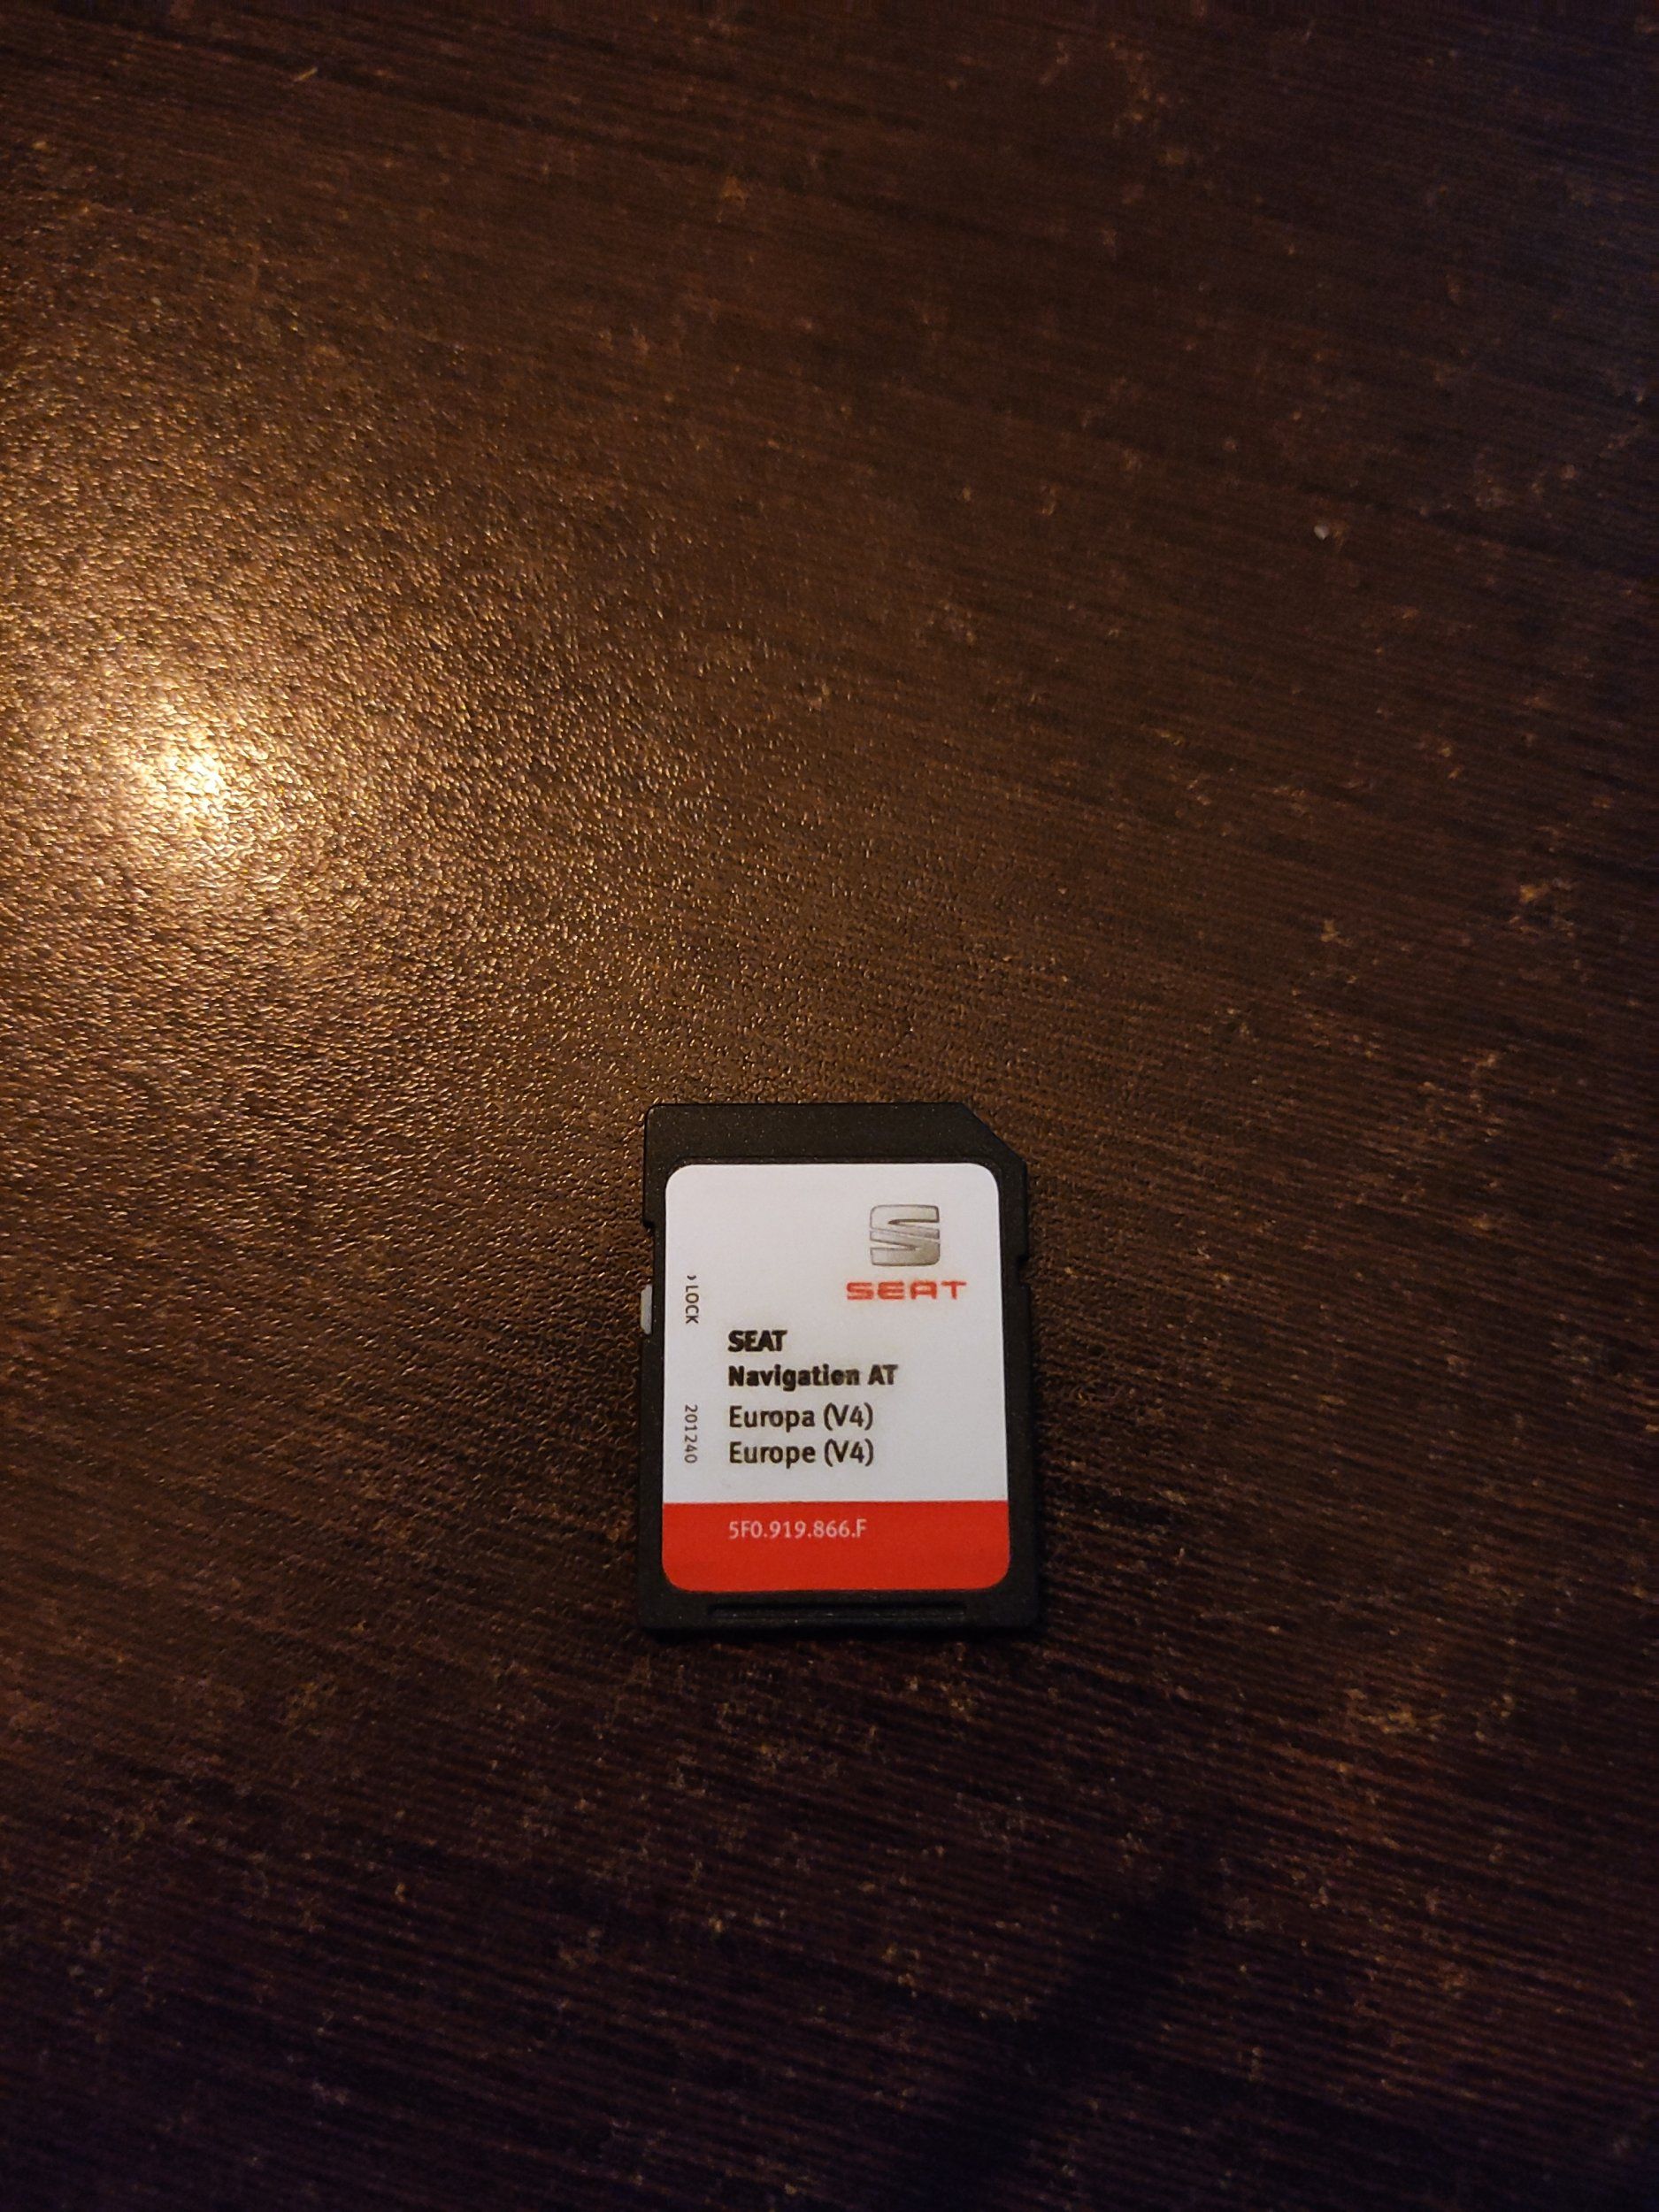 SEAT
› LOCK
SEAT
Navigation AT
Europa (V4)
Europe (V4)
201240
5F0.919.866.F